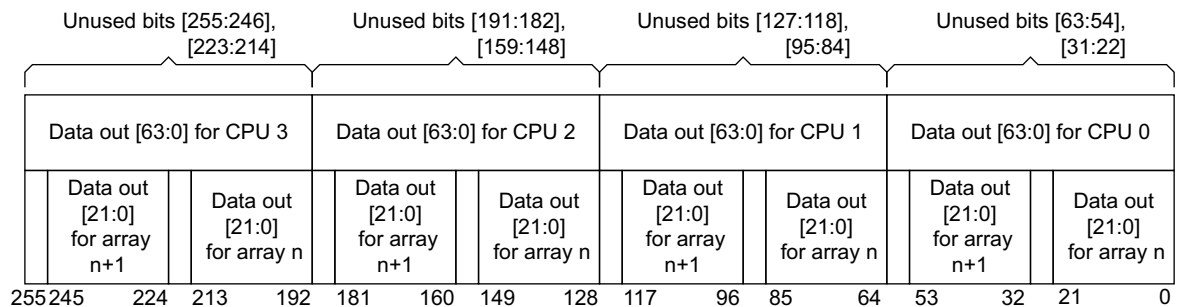 Unused bits [255:246],
[223:214]
Unused bits [191:182],
[159:148]
Unused bits [127:118],
[95:84]
Unused bits [63:54],
[31:22]
Data out [63:0] for CPU 3
Data out [63:0] for CPU 2
Data out [63:0] for CPU 1
Data out [63:0] for CPU 0
Data out
[21:0]
for array
n+1
Data out
[21:0]
for array n
Data out
[21:0]
for array
n+1
Data out
[21:0]
for array n
Data out
[21:0]
for array
n+1
Data out
[21:0]
for array n
Data out
[21:0]
for array
n+1
Data out
[21:0]
for array n
255 245 224 213 192 181 160 149 128 117 96 85 64 53 32 21 0